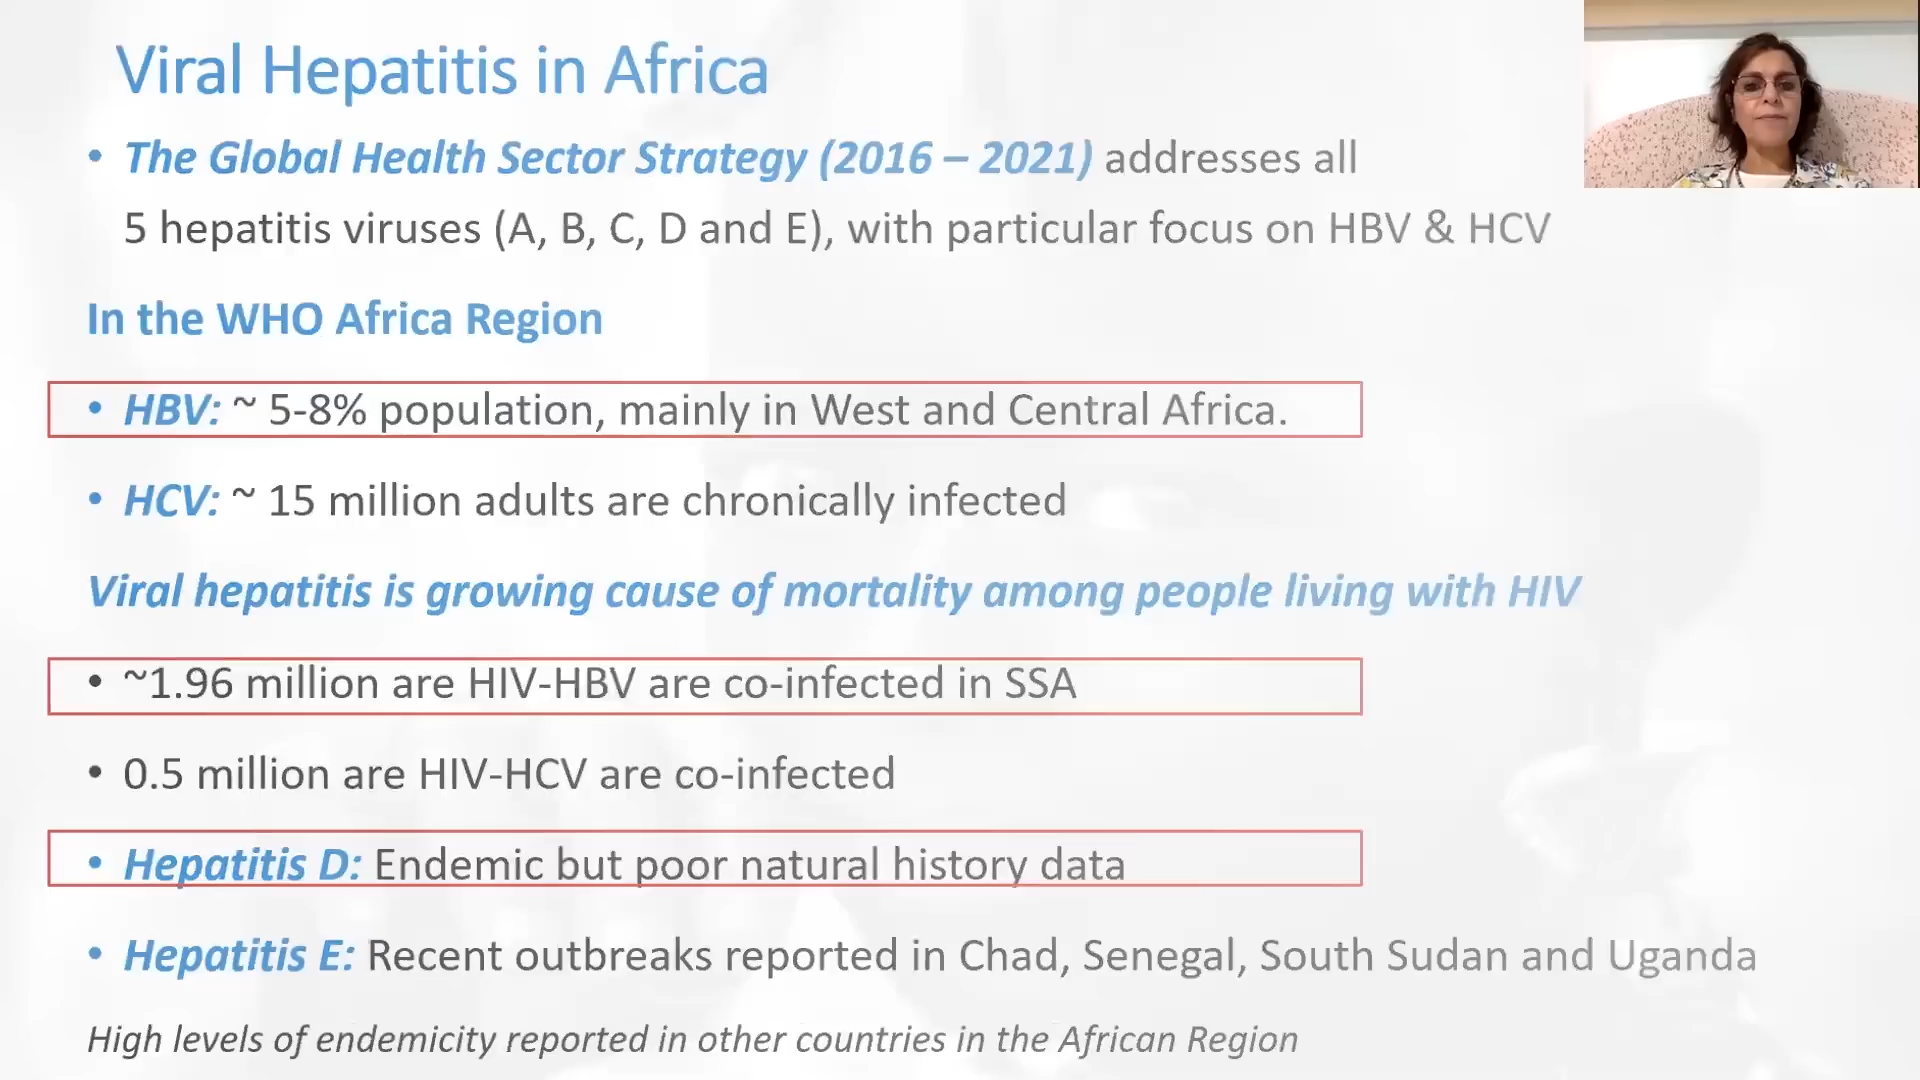 Viral Hepatitis in Africa
• The Global Health Sector Strategy (2016 – 2021) addresses all
5 hepatitis viruses (A, B, C, D and E), with particular focus on HBV & HCV
In the WHO Africa Region
• HBV: ~ 5-8% population, mainly in West and Central Africa.
• HCV: ~ 15 million adults are chronically infected
Viral hepatitis is growing cause of mortality among people living with HIV
• ~1.96 million are HIV-HBV are co-infected in SSA
• 0.5 million are HIV-HCV are co-infected
• Hepatitis D: Endemic but poor natural history data
• Hepatitis E: Recent outbreaks reported in Chad, Senegal, South Sudan and Uganda
High levels of endemicity reported in other countries in the African Region